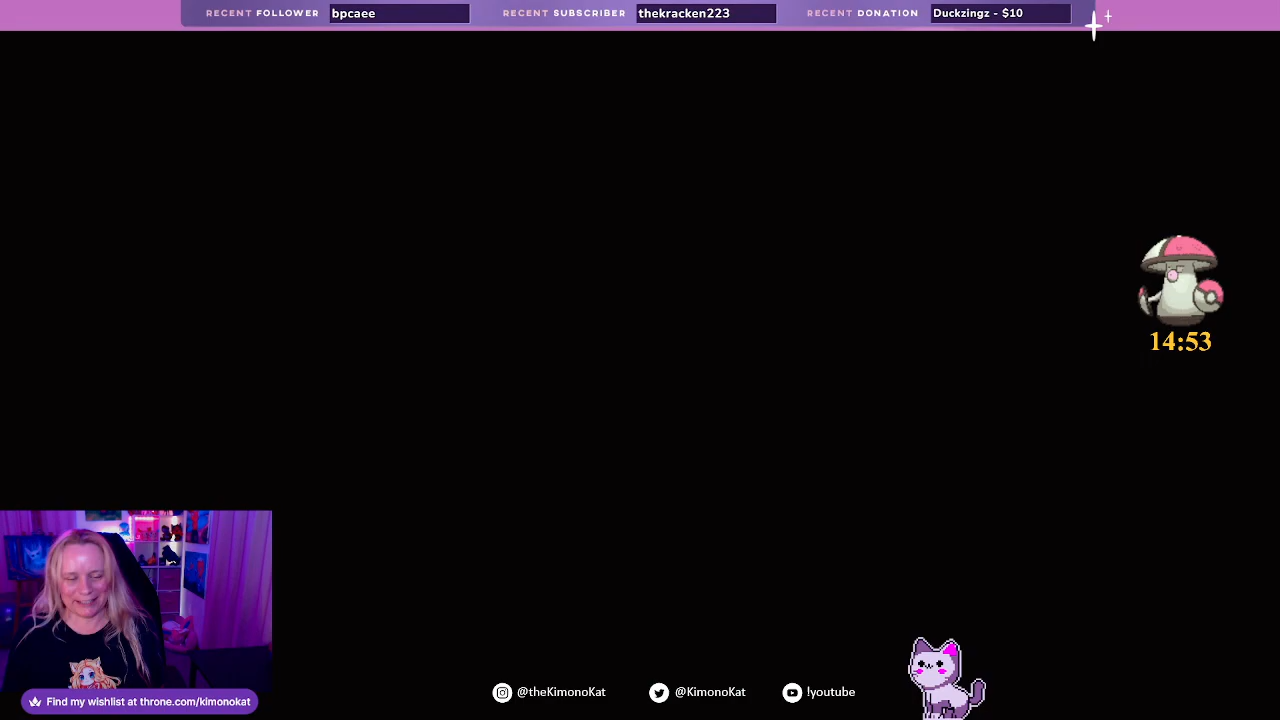 RECENT FOLLOWER bpcaee RECENT SUBSCRIBER thekracken223 RECENT DONATION Duckzingz - $10
14:53
Find my wishlist at throne.com/kimonokat
@theKimonoKat @KimonoKat !youtube